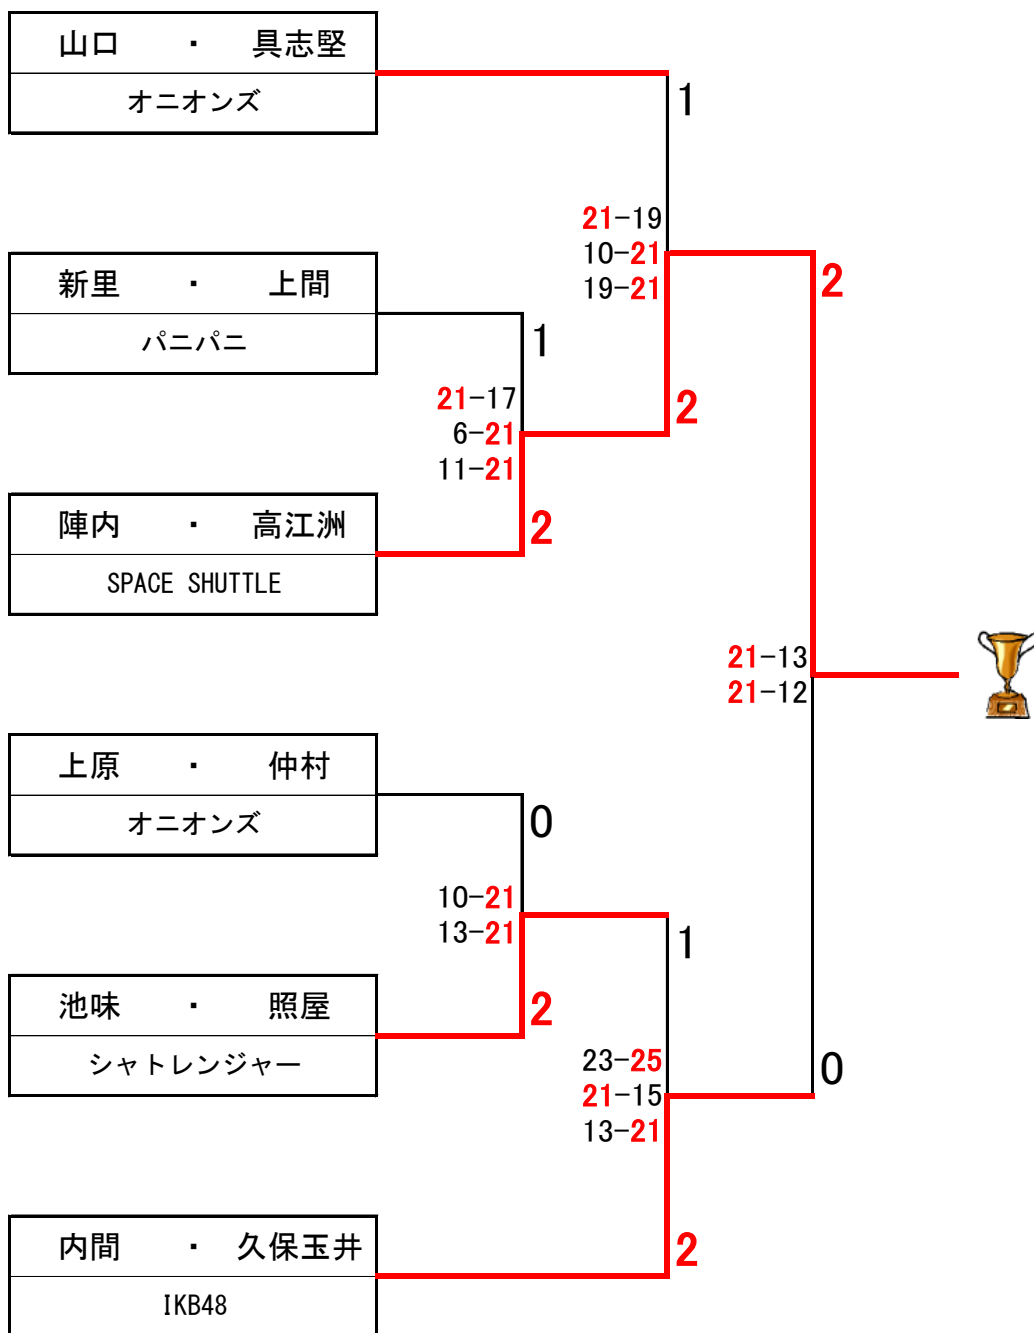 山口 ・ 具志堅
オニオンズ
1
21-19
10-21
19-21
2
新里 ・ 上間
パニパニ
1
21-17
6-21
11-21
2
陣内 ・ 高江洲
2
SPACE SHUTTLE
21-13
21-12
上原 ・ 仲村
オニオンズ
0
10-21
13-21
1
池味 ・ 照屋
2
シャトレンジャー
23-25
21-15
13-21
0
内間 ・ 久保玉井
2
IKB48